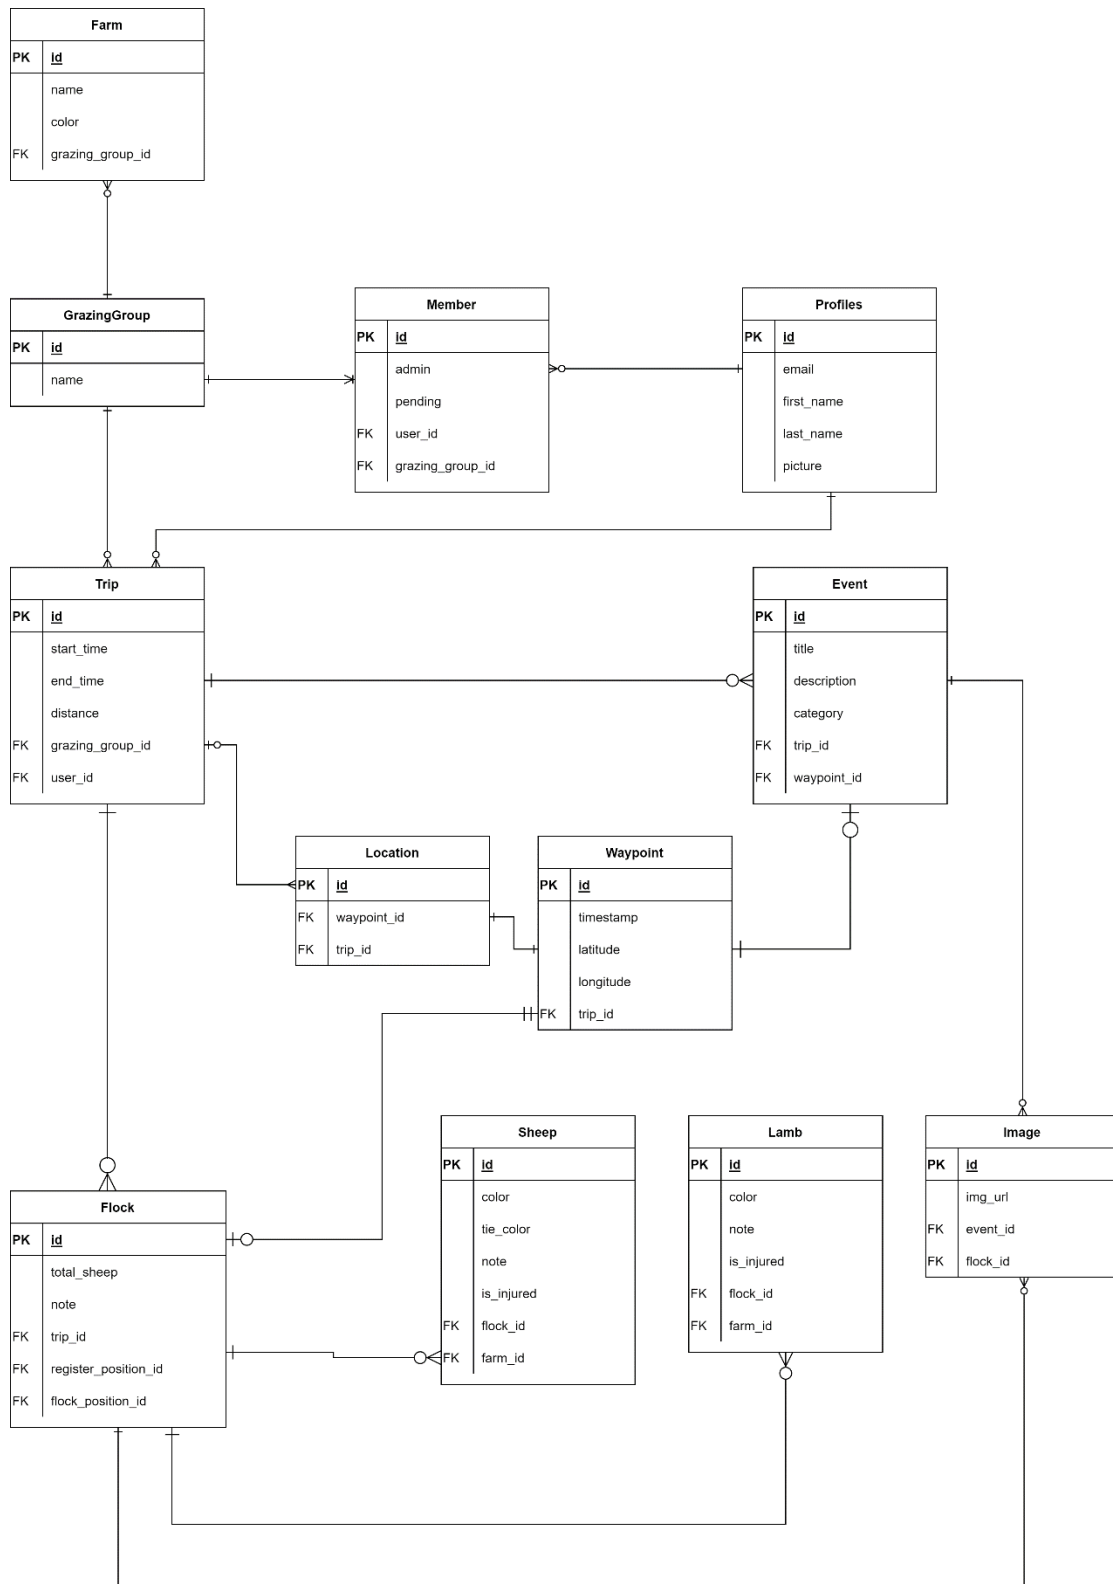 Farm
PK id
name
color
FK grazing_group_id
GrazingGroup
PK id
name
Member
PK id
admin
pending
FK user_id
FK grazing_group_id
Profiles
PK id
email
first_name
last_name
picture
Trip
PK id
start_time
end_time
distance
FK grazing_group_id
FK user_id
Event
PK id
title
description
category
FK trip_id
FK waypoint_id
Location
PK id
FK waypoint_id
FK trip_id
Waypoint
PK id
timestamp
latitude
longitude
FK trip_id
Sheep
PK id
color
tie_color
note
is_injured
FK flock_id
FK farm_id
Lamb
PK id
color
note
is_injured
FK flock_id
FK farm_id
Image
PK id
img_url
FK event_id
FK flock_id
Flock
PK id
total_sheep
note
FK trip_id
FK register_position_id
FK flock_position_id